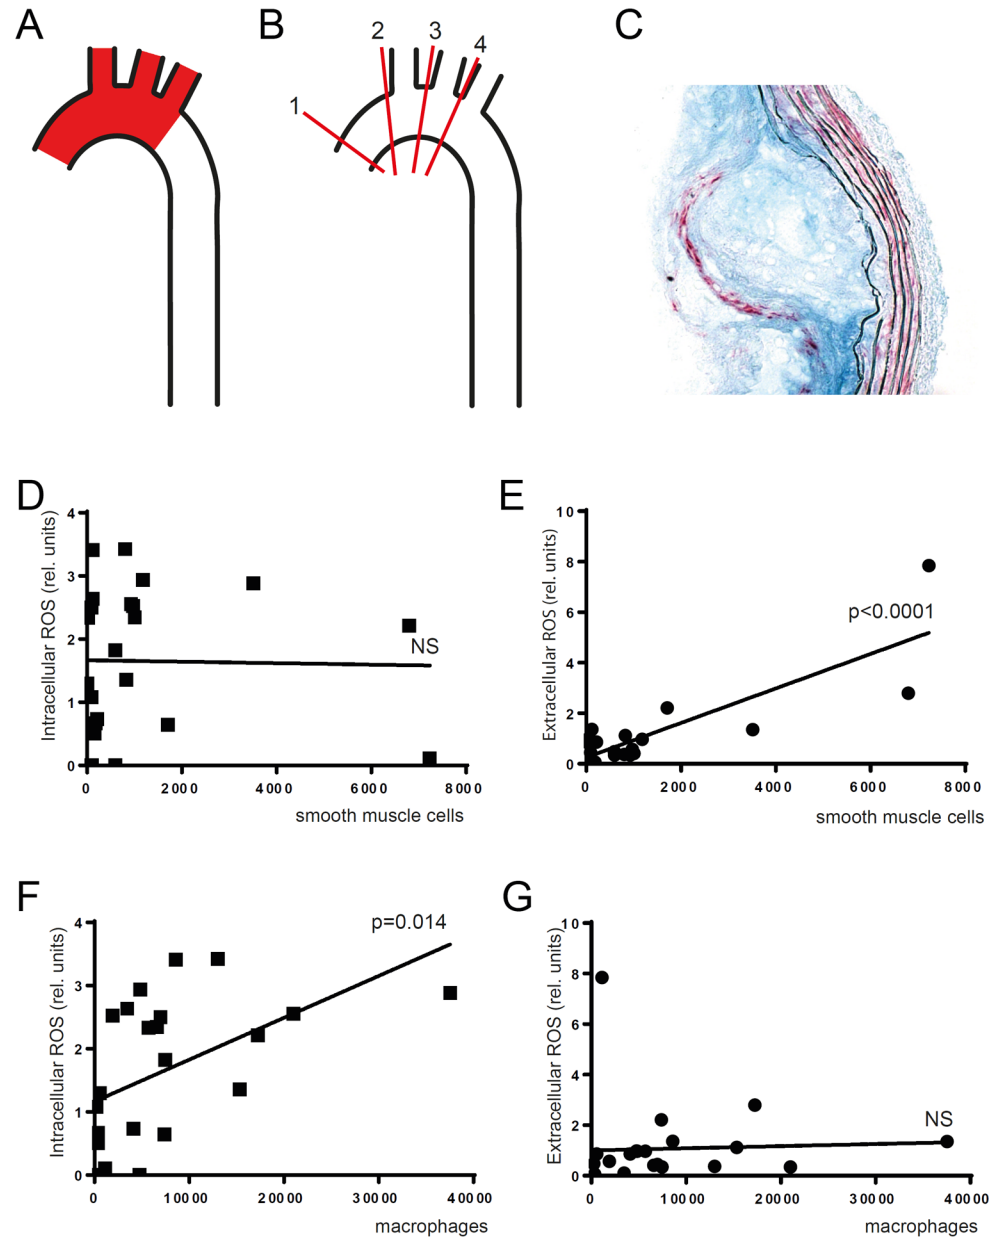 A
B
C
1
2
3
4
D
Intracellular ROS (rel. units)
4
3
2
1
0
NS
0 2000 4000 6000 8000
smooth muscle cells
E
Extracellular ROS (rel. units)
10
8
6
4
2
0
p<0.0001
0 2000 4000 6000 8000
smooth muscle cells
F
Intracellular ROS (rel. units)
4
3
2
1
0
p=0.014
0 10000 20000 30000 40000
macrophages
G
Extracellular ROS (rel. units)
10
8
6
4
2
0
NS
0 10000 20000 30000 40000
macrophages